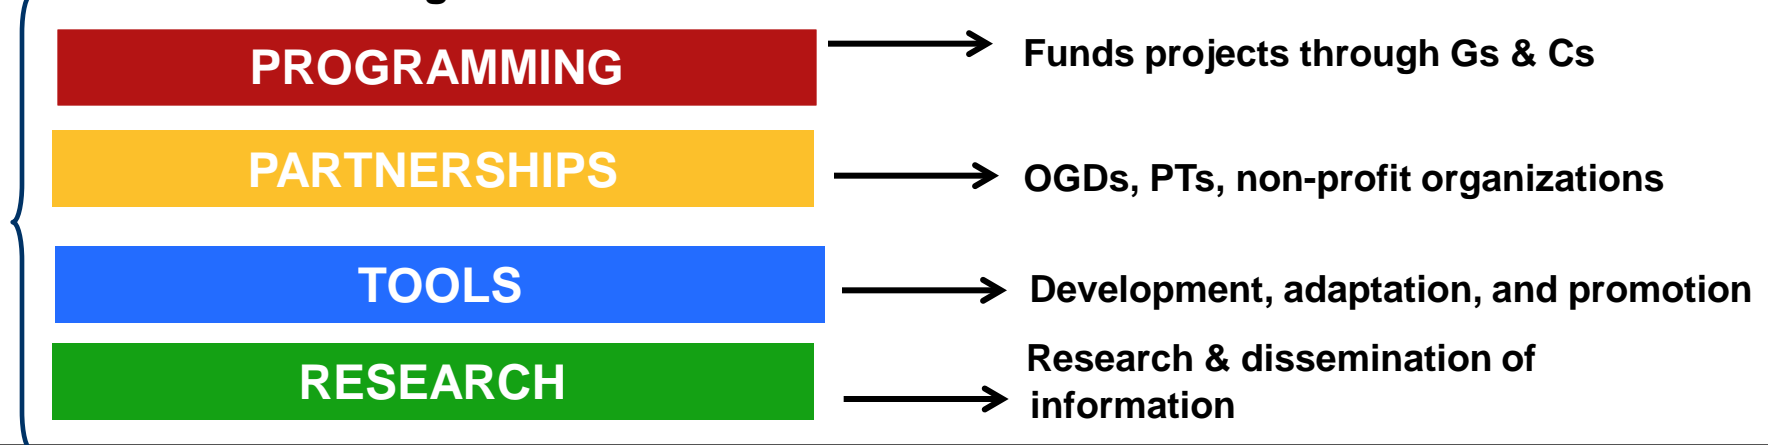 PROGRAMMING
Funds projects through Gs & Cs
PARTNERSHIPS
OGDs, PTs, non-profit organizations
TOOLS
Development, adaptation, and promotion
RESEARCH
Research & dissemination of
information